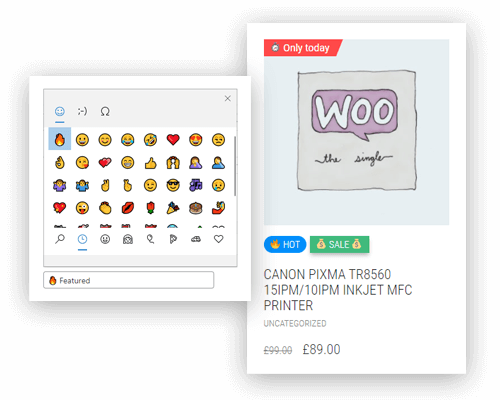 ;-)
Ω
🔥 Featured
⏰ Only today
WOO
the single
🔥 HOT
💰 SALE 💰
CANON PIXMA TR8560
15IPM/10IPM INKJET MFC
PRINTER
UNCATEGORIZED
£99.00 £89.00